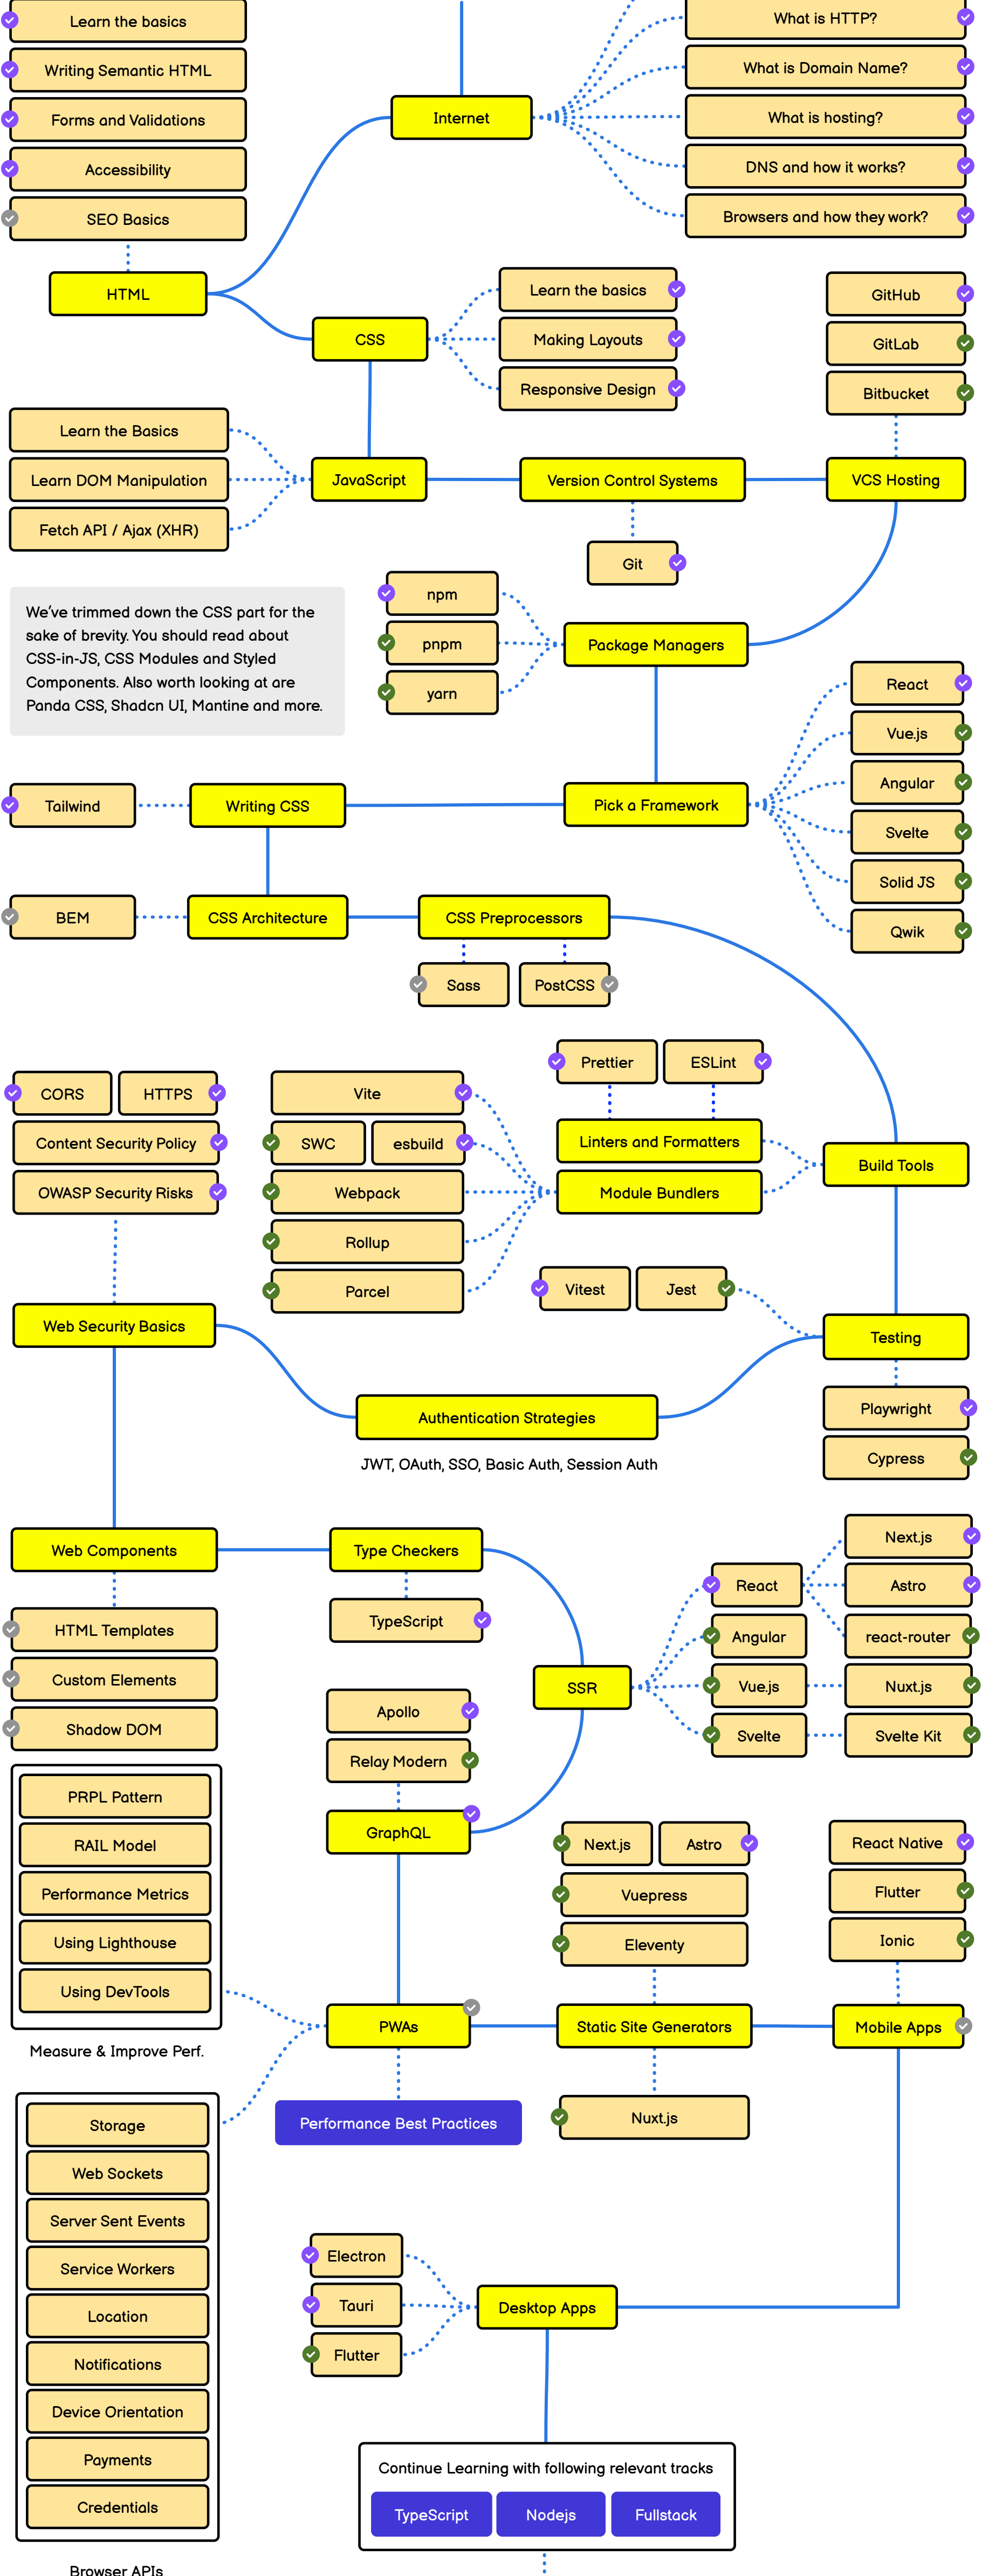 Learn the basics
Writing Semantic HTML
Forms and Validations
Accessibility
SEO Basics
HTML
Internet
What is HTTP?
What is Domain Name?
What is hosting?
DNS and how it works?
Browsers and how they work?
CSS
Learn the basics
Making Layouts
Responsive Design
GitHub
GitLab
Bitbucket
Learn the Basics
Learn DOM Manipulation
Fetch API / Ajax (XHR)
JavaScript
Version Control Systems
VCS Hosting
Git
We've trimmed down the CSS part for the
sake of brevity. You should read about
CSS-in-JS, CSS Modules and Styled
Components. Also worth looking at are
Panda CSS, Shadcn UI, Mantine and more.
npm
pnpm
yarn
Package Managers
React
Vue.js
Angular
Svelte
Solid JS
Qwik
Tailwind
Writing CSS
Pick a Framework
BEM
CSS Architecture
CSS Preprocessors
Sass
PostCSS
Prettier
ESLint
CORS
HTTPS
Content Security Policy
OWASP Security Risks
Vite
SWC
esbuild
Webpack
Rollup
Parcel
Linters and Formatters
Module Bundlers
Build Tools
Vitest
Jest
Web Security Basics
Testing
Authentication Strategies
JWT, OAuth, SSO, Basic Auth, Session Auth
Playwright
Cypress
Web Components
Type Checkers
TypeScript
HTML Templates
Custom Elements
Shadow DOM
SSR
React
Angular
Vue.js
Svelte
Next.js
Astro
react-router
Nuxt.js
Svelte Kit
Apollo
Relay Modern
GraphQL
PRPL Pattern
RAIL Model
Performance Metrics
Using Lighthouse
Using DevTools
Measure & Improve Perf.
Next.js
Astro
Vuepress
Eleventy
React Native
Flutter
Ionic
PWAs
Static Site Generators
Mobile Apps
Performance Best Practices
Nuxt.js
Storage
Web Sockets
Server Sent Events
Service Workers
Location
Notifications
Device Orientation
Payments
Credentials
Browser APIs
Electron
Tauri
Flutter
Desktop Apps
Continue Learning with following relevant tracks
TypeScript
Nodejs
Fullstack